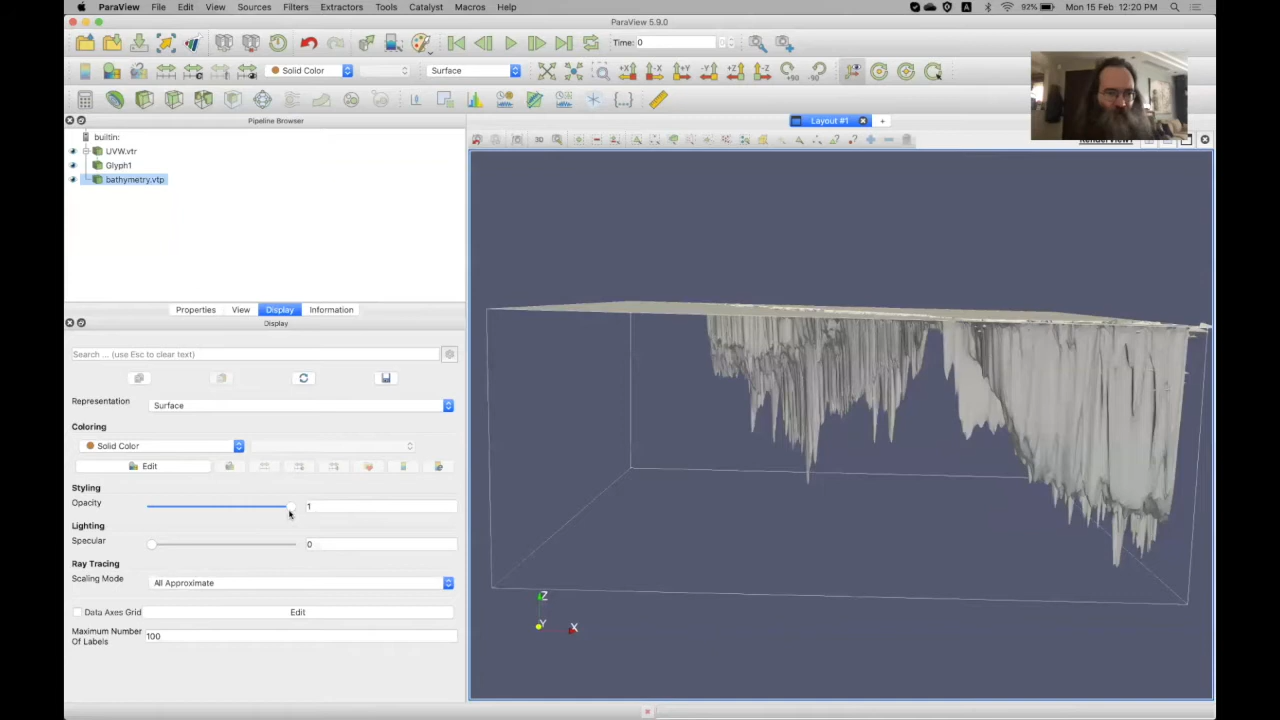 ParaView File Edit View Sources Filters Extractors Tools Catalyst Macros Help
A 92% Mon 15 Feb 12:20 PM
ParaView 5.9.0
Time: 0
Solid Color Surface
+X -X +Y -Y +Z -Z +90 -90
Pipeline Browser
Layout #1 +
3D
builtin:
UVW.vtr
Glyph1
bathymetry.vtp
Properties View Display Information
Display
Search ... (use Esc to clear text)
Representation Surface
Coloring
Solid Color
Edit
Styling
Opacity 1
Lighting
Specular 0
Ray Tracing
Scaling Mode All Approximate
Data Axes Grid Edit
Maximum Number
Of Labels 100
Z
Y
X